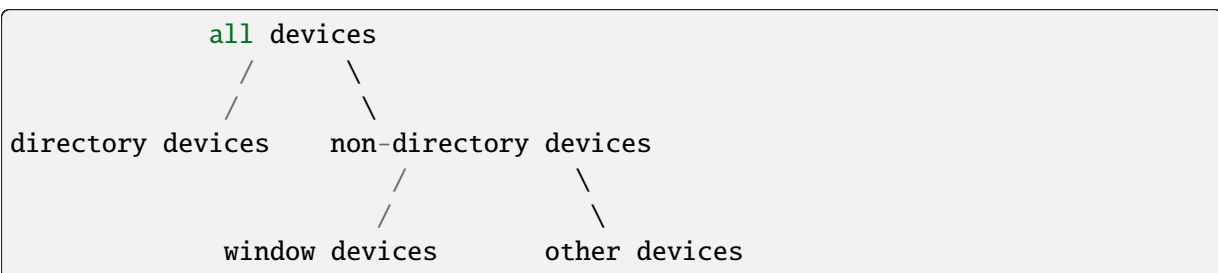 all devices
/ \
/ \
directory devices non-directory devices
/ \
/ \
window devices other devices